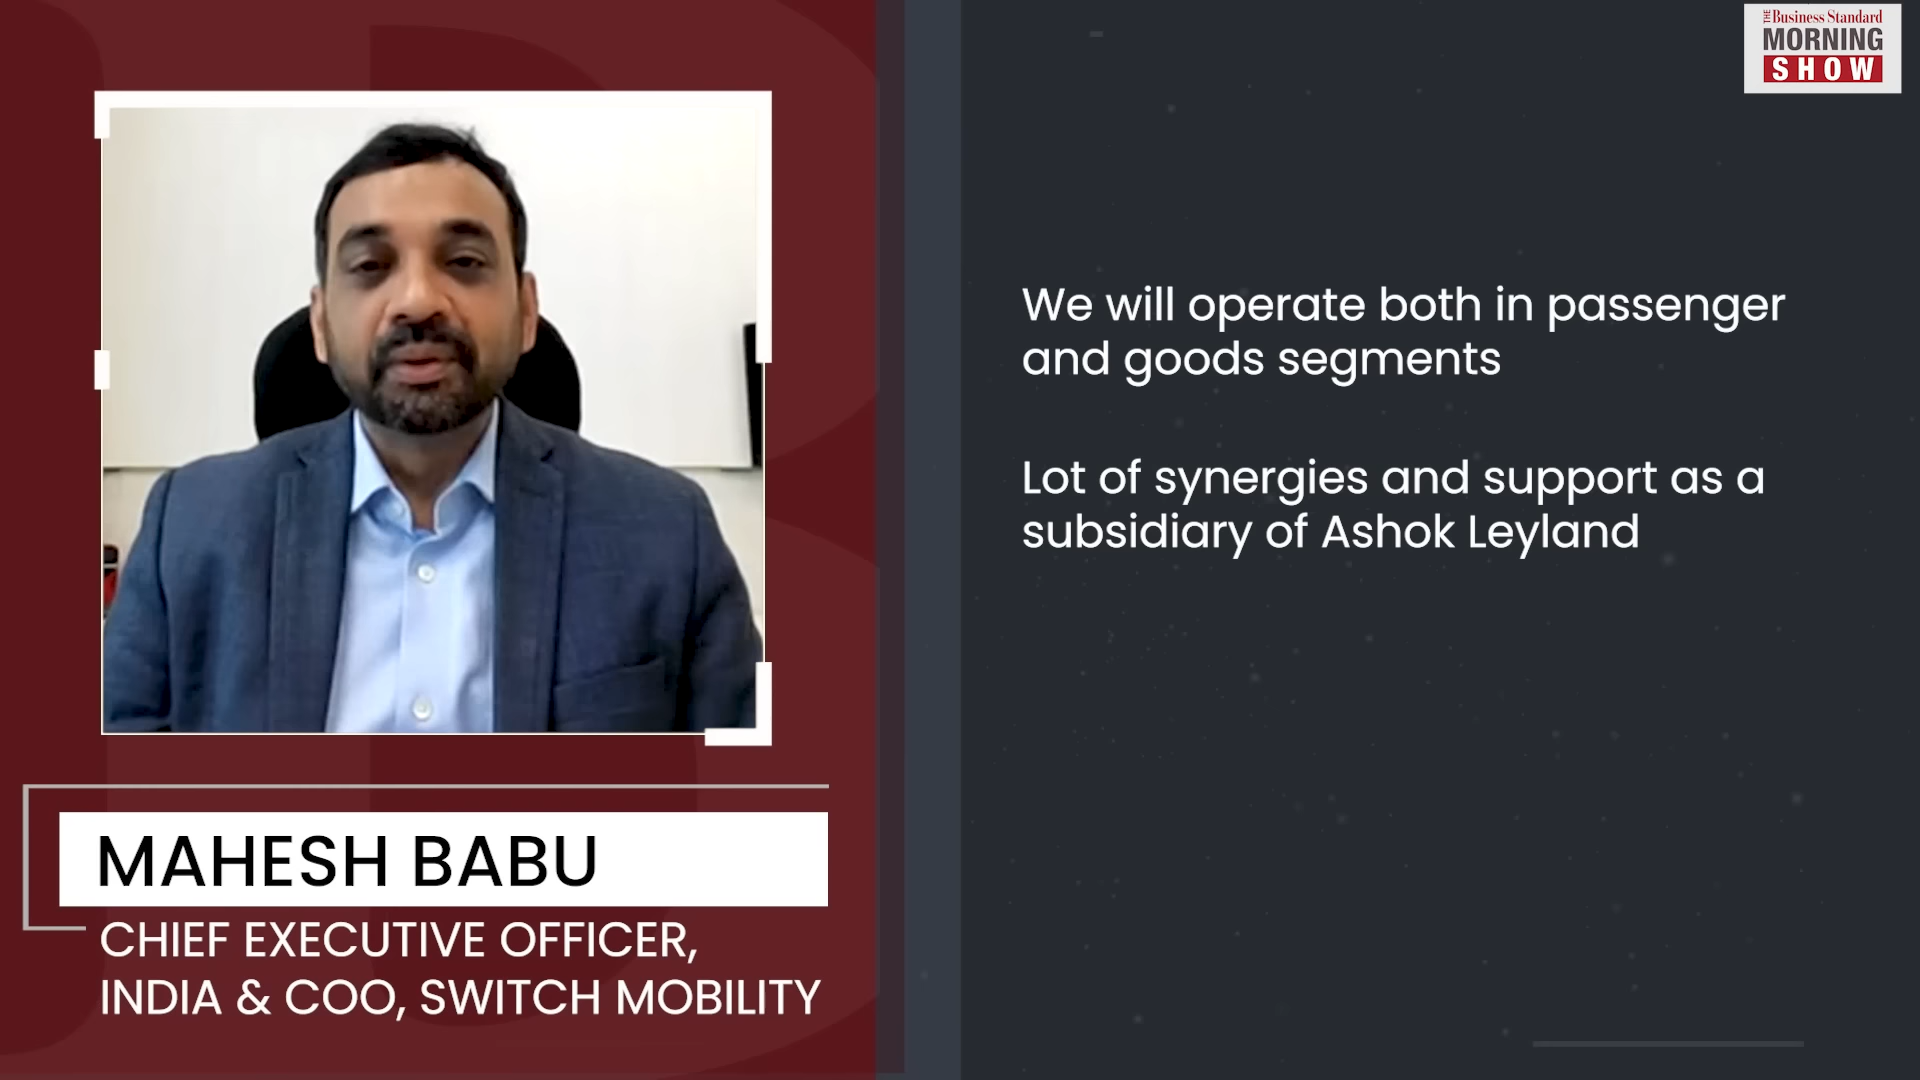 THE Business Standard
MORNING
SHOW
We will operate both in passenger
and goods segments
Lot of synergies and support as a
subsidiary of Ashok Leyland
MAHESH BABU
CHIEF EXECUTIVE OFFICER,
INDIA & COO, SWITCH MOBILITY